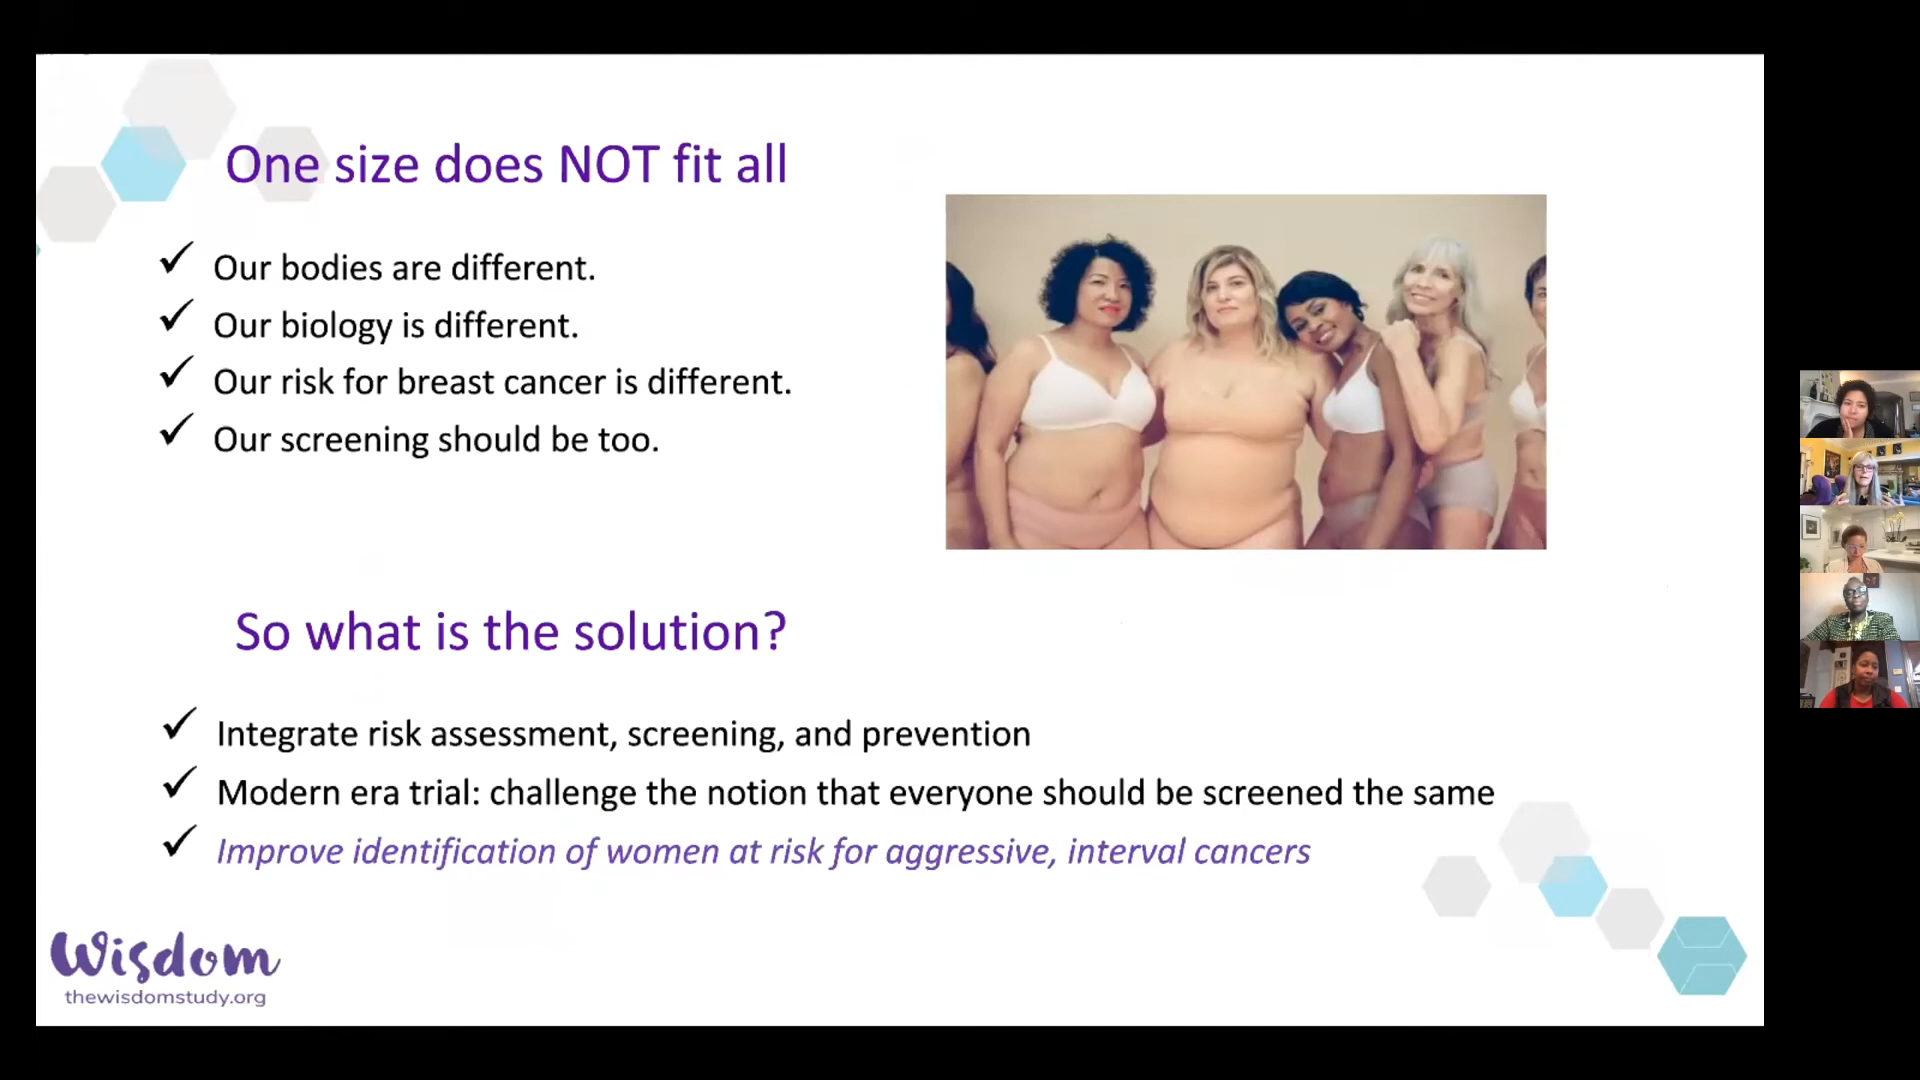 One size does NOT fit all
Our bodies are different.
Our biology is different.
Our risk for breast cancer is different.
Our screening should be too.
So what is the solution?
Integrate risk assessment, screening, and prevention
Modern era trial: challenge the notion that everyone should be screened the same
Improve identification of women at risk for aggressive, interval cancers
Wisdom
thewisdomstudy.org